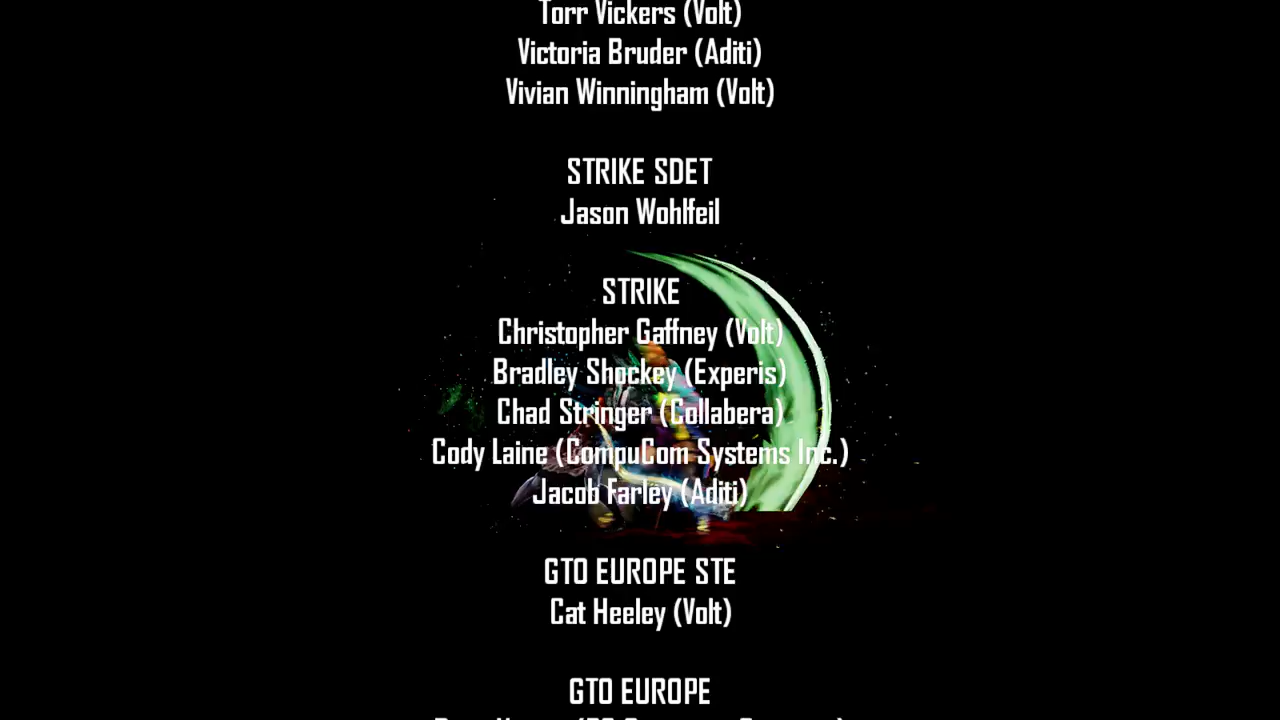 Torr Vickers (Volt)
Victoria Bruder (Aditi)
Vivian Winningham (Volt)
STRIKE SDET
Jason Wohlfeil
STRIKE
Christopher Gaffney (Volt)
Bradley Shockey (Experis)
Chad Stringer (Collabera)
Cody Laine (CompuCom Systems Inc.)
Jacob Farley (Aditi)
GTO EUROPE STE
Cat Heeley (Volt)
GTO EUROPE